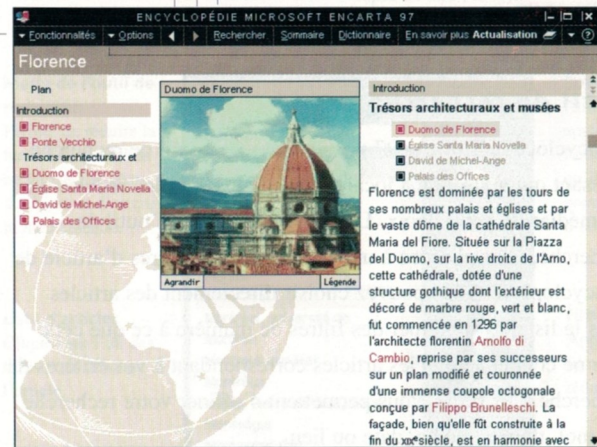 ENCYCLOPÉDIE MICROSOFT ENCARTA 97
Fonctionnalités Options Rechercher Sommaire Dictionnaire En savoir plus Actualisation
Florence
Plan
Introduction
Florence
Ponte Vecchio
Trésors architecturaux et
Duomo de Florence
Église Santa Maria Novella
David de Michel-Ange
Palais des Offices
Duomo de Florence
Agrandir Légende
Introduction
Trésors architecturaux et musées
Duomo de Florence
Église Santa Maria Novella
David de Michel-Ange
Palais des Offices
Florence est dominée par les tours de
ses nombreux palais et églises et par
le vaste dôme de la cathédrale Santa
Maria del Fiore. Située sur la Piazza
del Duomo, sur la rive droite de l'Arno,
cette cathédrale, dotée d'une
structure gothique dont l'extérieur est
décoré de marbre rouge, vert et blanc,
fut commencée en 1296 par
l'architecte florentin Arnolfo di
Cambio, reprise par ses successeurs
sur un plan modifié et couronnée
d'une immense coupole octogonale
conçue par Filippo Brunelleschi. La
façade, bien qu'elle fût construite à la
fin du XIXe siècle, est en harmonie avec